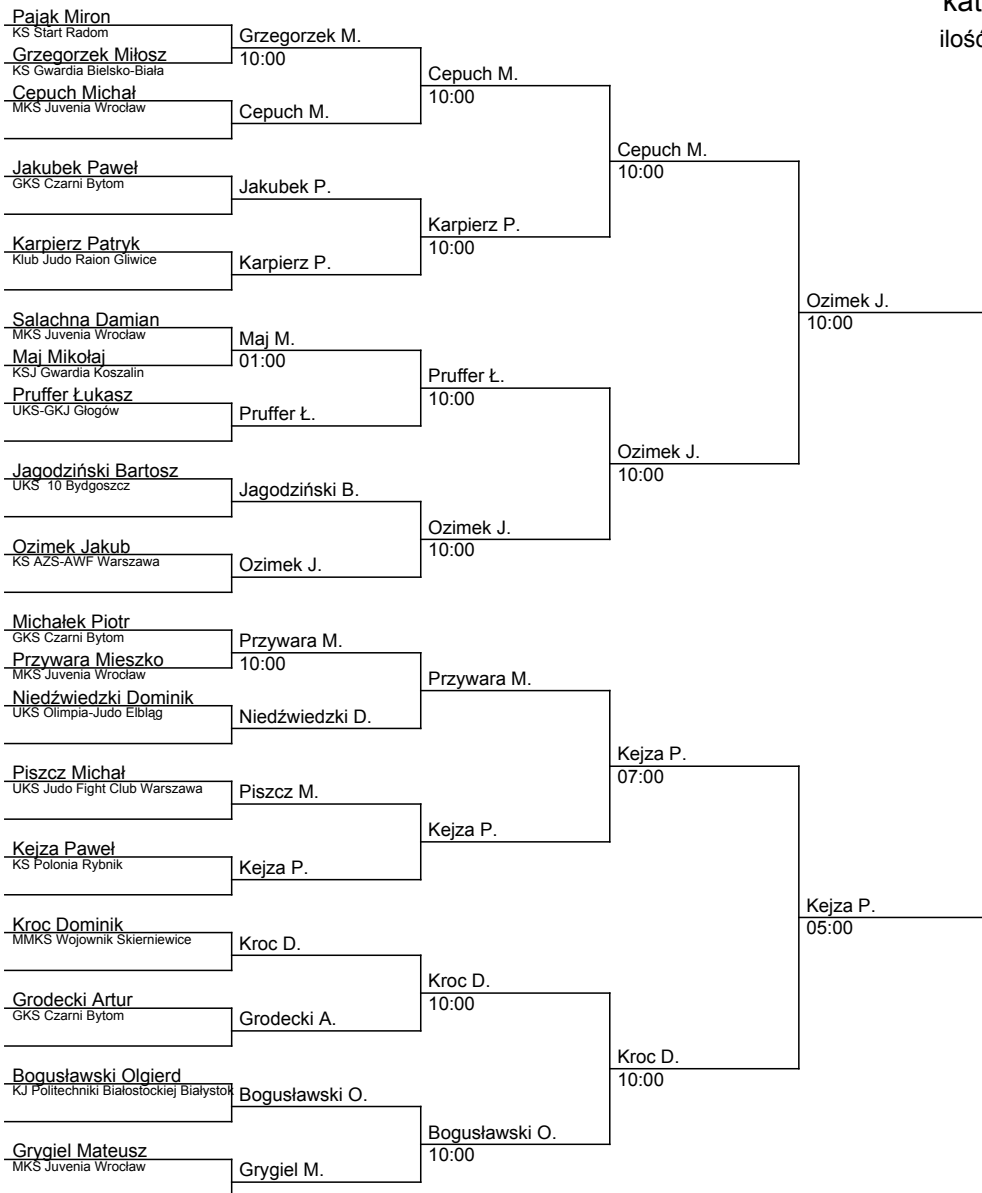 kat
ilość
Pająk Miron
KS Start Radom
Grzegorzek Miłosz
KS Gwardia Bielsko-Biała
Cepuch Michał
MKS Juvenia Wrocław
Jakubek Paweł
GKS Czarni Bytom
Karpierz Patryk
Klub Judo Raion Gliwice
Salachna Damian
MKS Juvenia Wrocław
Maj Mikołaj
KSJ Gwardia Koszalin
Pruffer Łukasz
UKS-GKJ Głogów
Jagodziński Bartosz
UKS 10 Bydgoszcz
Ozimek Jakub
KS AZS-AWF Warszawa
Michałek Piotr
GKS Czarni Bytom
Przywara Mieszko
MKS Juvenia Wrocław
Niedźwiedzki Dominik
UKS Olimpia-Judo Elbląg
Piszcz Michał
UKS Judo Fight Club Warszawa
Kejza Paweł
KS Polonia Rybnik
Kroc Dominik
MMKS Wojownik Skierniewice
Grodecki Artur
GKS Czarni Bytom
Bogusławski Olgierd
KJ Politechniki Białostockiej Białystok
Grygiel Mateusz
MKS Juvenia Wrocław
Grzegorzek M.
10:00
Cepuch M.
Jakubek P.
Karpierz P.
Maj M.
01:00
Pruffer Ł.
Jagodziński B.
Ozimek J.
Przywara M.
10:00
Niedźwiedzki D.
Piszcz M.
Kejza P.
Kroc D.
Grodecki A.
Bogusławski O.
Grygiel M.
Cepuch M.
10:00
Karpierz P.
10:00
Pruffer Ł.
10:00
Ozimek J.
10:00
Przywara M.
Kejza P.
Kroc D.
10:00
Bogusławski O.
10:00
Cepuch M.
10:00
Ozimek J.
10:00
Kejza P.
07:00
Kroc D.
10:00
Ozimek J.
10:00
Kejza P.
05:00